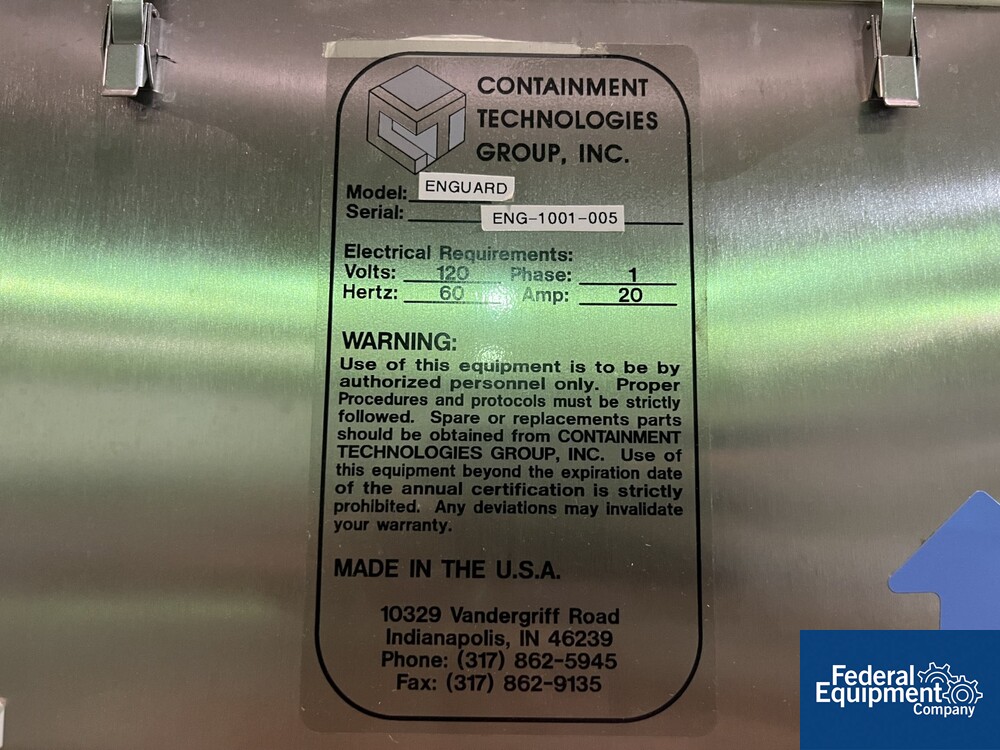 CONTAINMENT
TECHNOLOGIES
GROUP, INC.
Model: ENGUARD
Serial: ENG-1001-005
Electrical Requirements:
Volts: 120 Phase: 1
Hertz: 60 Amp: 20
WARNING:
Use of this equipment is to be by
authorized personnel only. Proper
Procedures and protocols must be strictly
followed. Spare or replacements parts
should be obtained from CONTAINMENT
TECHNOLOGIES GROUP, INC. Use of
this equipment beyond the expiration date
of the annual certification is strictly
prohibited. Any deviations may invalidate
your warranty.
MADE IN THE U.S.A.
10329 Vandergriff Road
Indianapolis, IN 46239
Phone: (317) 862-5945
Fax: (317) 862-9135
Federal
Equipment
Company